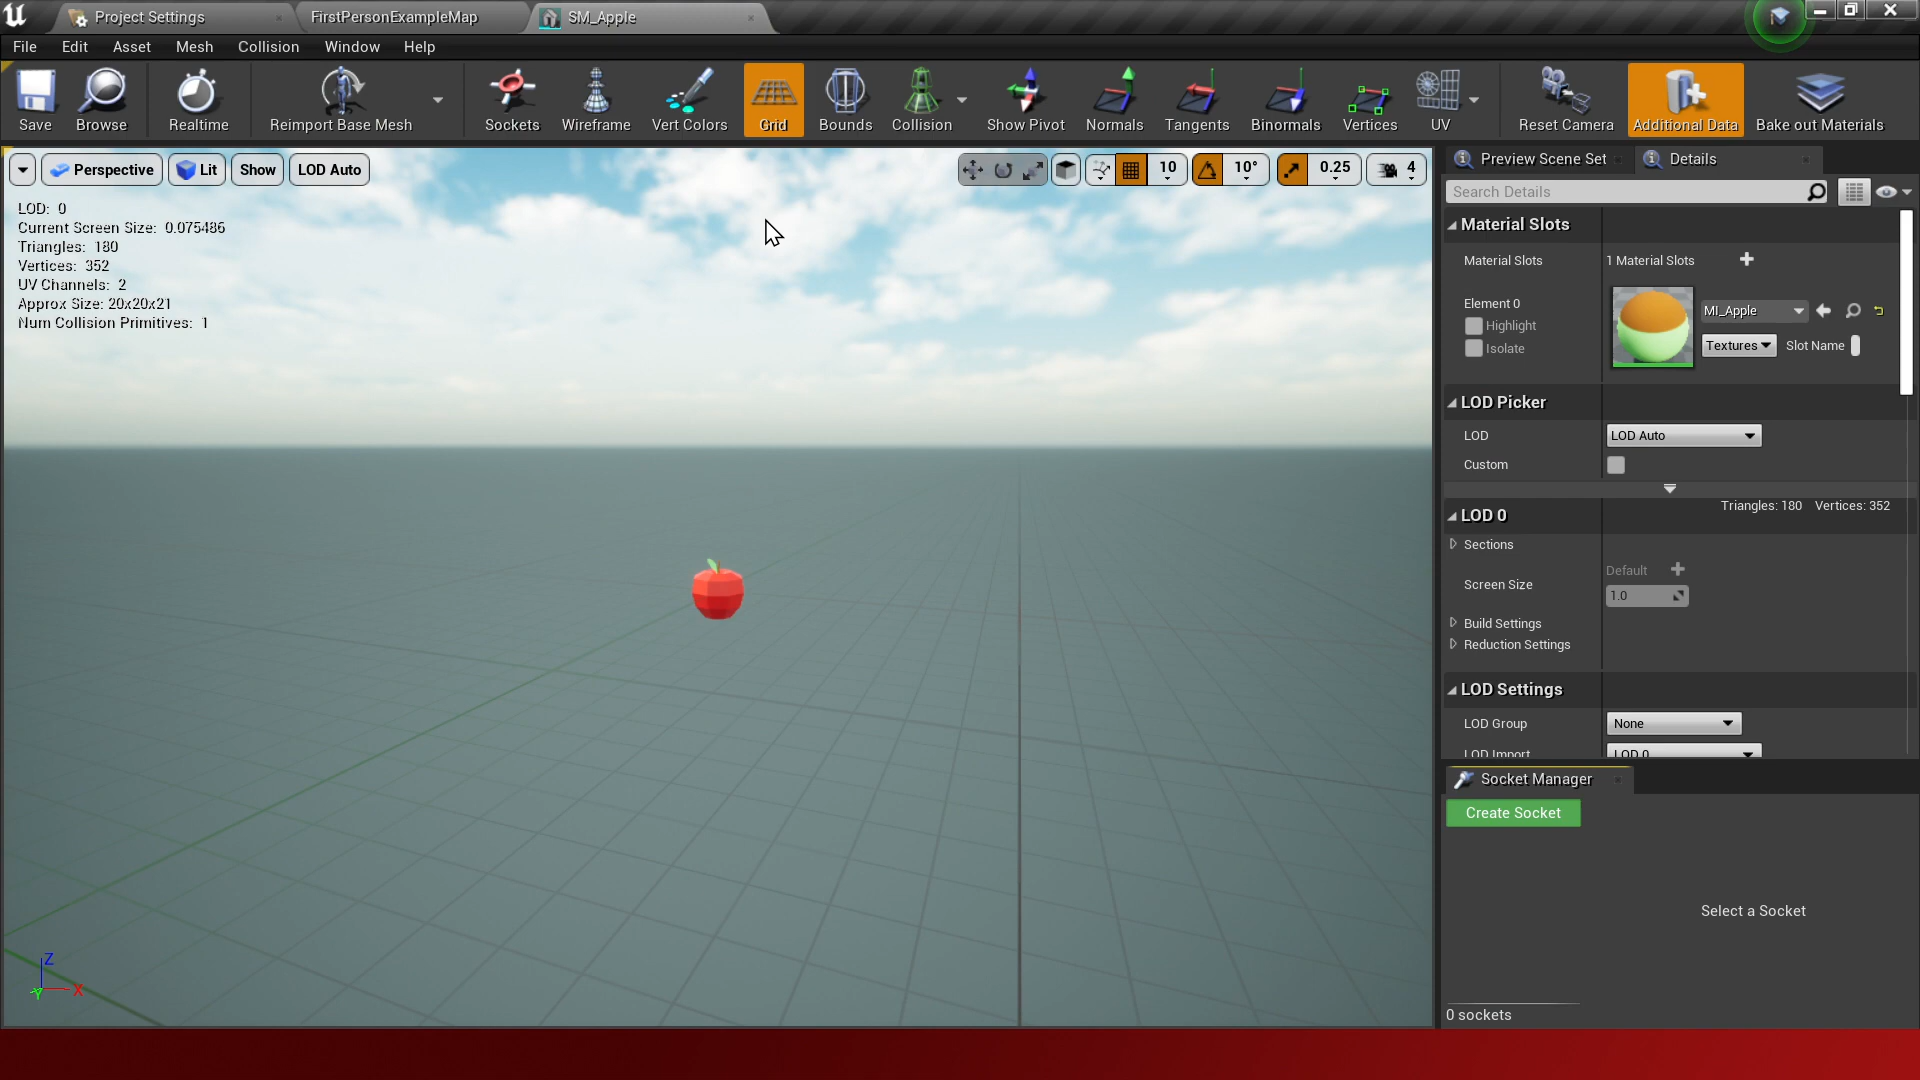 Project Settings
FirstPersonExampleMap
SM_Apple
File
Edit
Asset
Mesh
Collision
Window
Help
Save
Browse
Realtime
Reimport Base Mesh
Sockets
Wireframe
Vert Colors
Grid
Bounds
Collision
Show Pivot
Normals
Tangents
Binormals
Vertices
UV
Reset Camera
Additional Data
Bake out Materials
Perspective
Lit
Show
LOD Auto
10
10°
0.25
4
LOD: 0
Current Screen Size: 0.075486
Triangles: 180
Vertices: 352
UV Channels: 2
Approx Size: 20x20x21
Num Collision Primitives: 1
Z
X
Y
Preview Scene Set
Details
Search Details
Material Slots
Material Slots
1 Material Slots
Element 0
Highlight
Isolate
MI_Apple
Textures
Slot Name
LOD Picker
LOD
LOD Auto
Custom
LOD 0
Triangles: 180 Vertices: 352
Sections
Screen Size
Default
1.0
Build Settings
Reduction Settings
LOD Settings
LOD Group
None
LOD Import
LOD 0
Socket Manager
Create Socket
Select a Socket
0 sockets